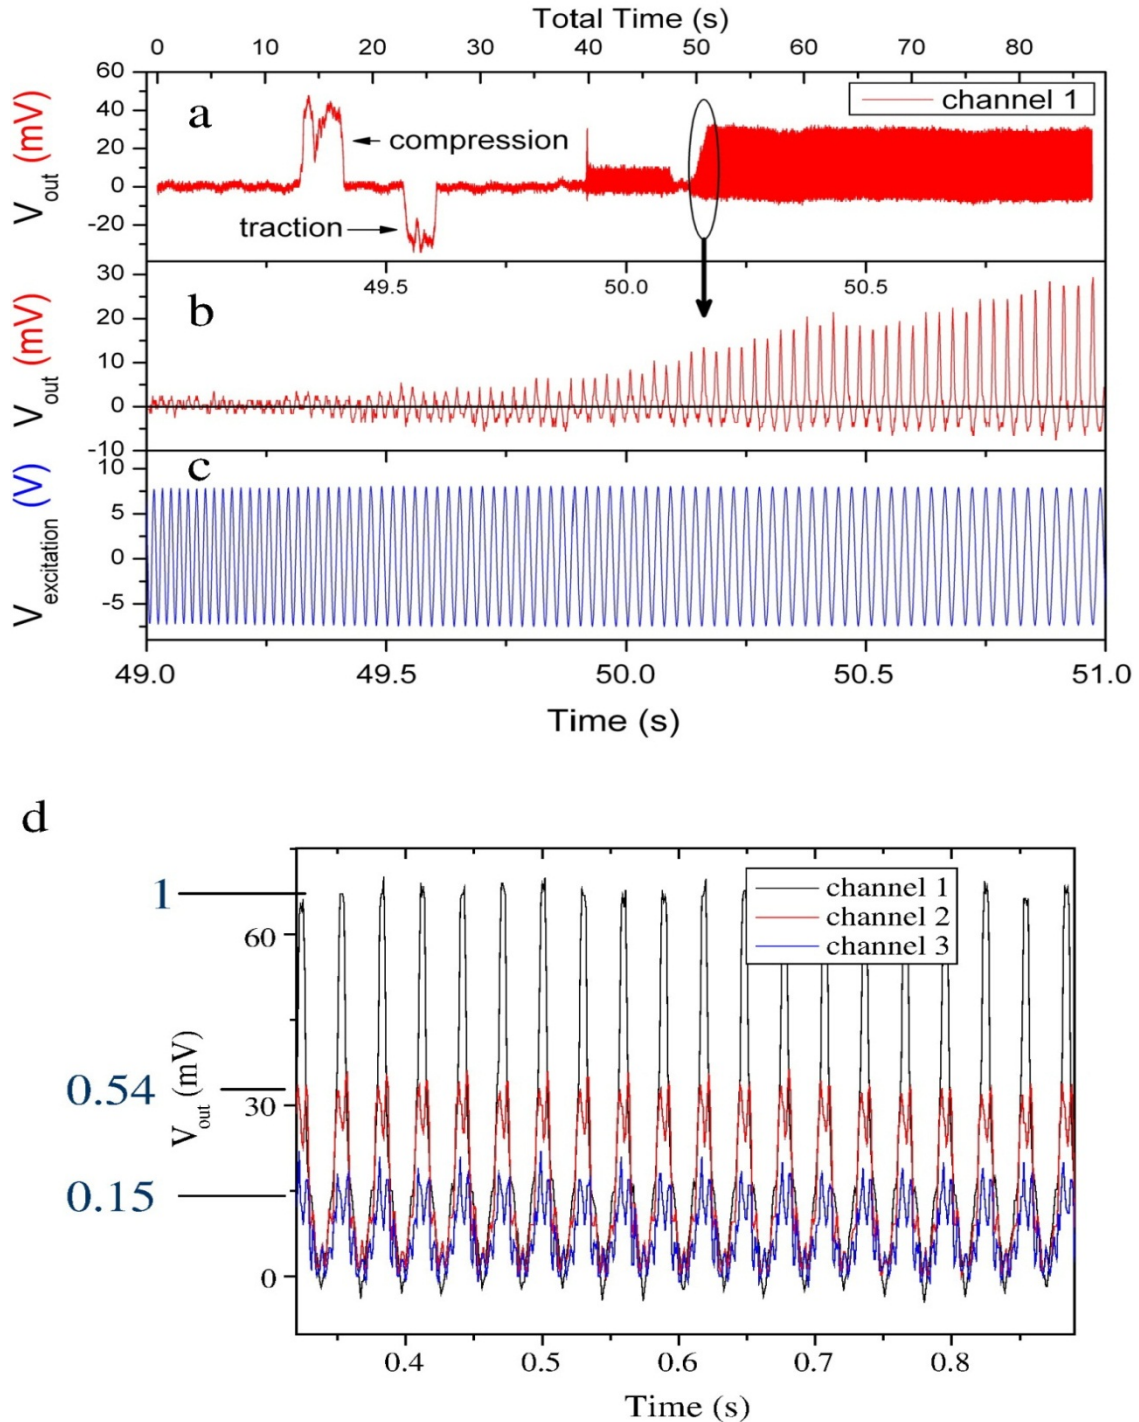 Total Time (s)
0 10 20 30 40 50 60 70 80
60
40
20
0
-20
V_out (mV)
a
compression
traction
channel 1
49.5 50.0 50.5
30
20
10
0
-10
V_out (mV)
b
10
5
0
-5
V_excitation (V)
c
49.0 49.5 50.0 50.5 51.0
Time (s)
d
1
0.54
0.15
V_out (mV)
60
30
0
channel 1
channel 2
channel 3
0.4 0.5 0.6 0.7 0.8
Time (s)